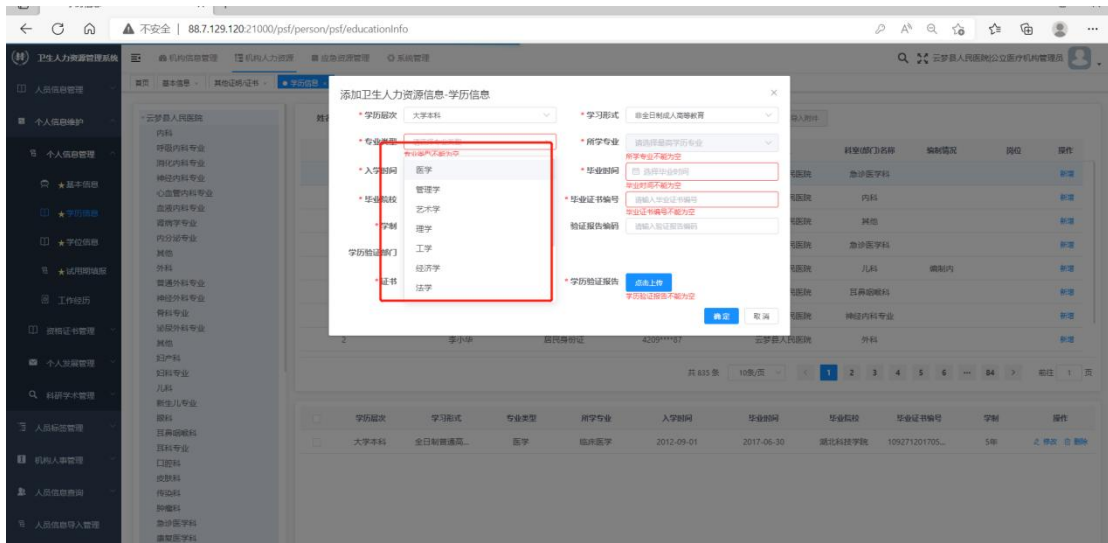 不安全 | 88.7.129.120:21000/psf/person/psf/educationInfo
卫生人力资源管理系统
机构信息管理 机构人力资源 应急资源管理 系统管理
云梦县人民医院公立医疗机构管理员
首页 基本信息 其他证明/证书 学历信息
人员信息管理
个人信息维护
个人信息管理
★基本信息
★学历信息
★学位信息
★试用期填报
工作经历
资格证书管理
个人发展管理
科研学术管理
人员标签管理
机构人事管理
人员信息查询
人员信息导入管理
云梦县人民医院
内科
呼吸内科专业
消化内科专业
神经内科专业
心血管内科专业
血液内科专业
肾病学专业
内分泌专业
其他
外科
普通外科专业
神经外科专业
骨科专业
泌尿外科专业
其他
妇产科
妇科专业
儿科
新生儿专业
眼科
耳鼻咽喉科
耳科专业
口腔科
皮肤科
传染科
肿瘤科
急诊医学科
康复医学科
添加卫生人力资源信息-学历信息
* 学历层次 大学本科
* 学习形式 非全日制成人高等教育
* 专业类型
专业类型不能为空
* 所学专业 请选择最高学历专业
所学专业不能为空
* 入学时间
* 毕业时间 选择毕业时间
毕业时间不能为空
* 毕业院校
* 毕业证书编号 请输入毕业证书编号
毕业证书编号不能为空
* 学制
验证报告编码 请输入验证报告编码
学历验证部门
* 证书
* 学历验证报告 点击上传
学历验证报告不能为空
医学
管理学
艺术学
理学
工学
经济学
法学
确定 取消
科室(部门)名称 编制情况 岗位 操作
急诊医学科 新增
内科 新增
其他 新增
急诊医学科 新增
儿科 编制内 新增
耳鼻咽喉科 新增
神经内科专业 新增
2 李小华 居民身份证 4209****87 云梦县人民医院 外科 新增
共 835 条 10条/页 1 2 3 4 5 6 ... 84 前往 1 页
学历层次 学习形式 专业类型 所学专业 入学时间 毕业时间 毕业院校 毕业证书编号 学制 操作
大学本科 全日制普通高... 医学 临床医学 2012-09-01 2017-06-30 湖北科技学院 109271201705... 5年 修改 删除